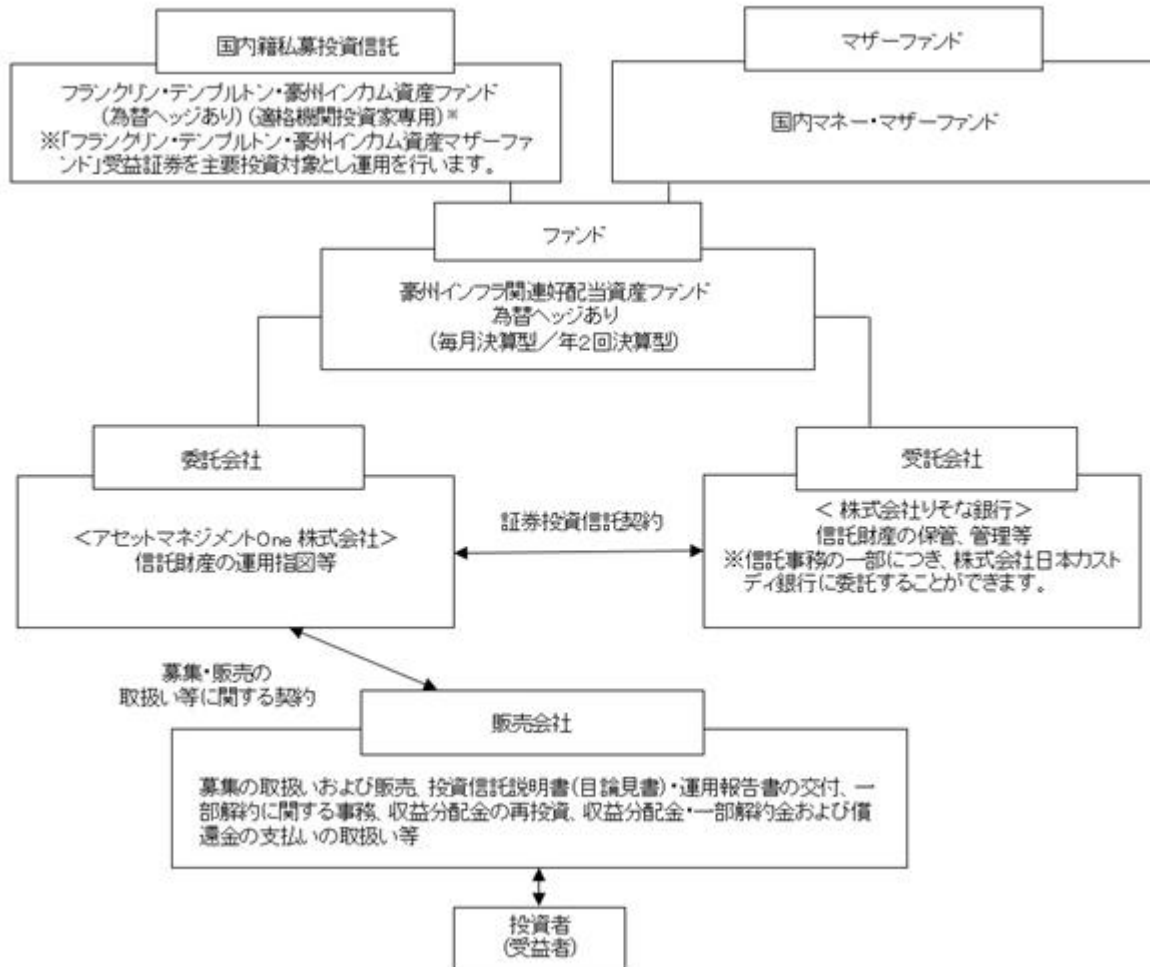 国内籍私募投資信託
フランクリン・テンプルトン・豪州インカム資産ファンド
(為替ヘッジあり)(適格機関投資家専用)※
※「フランクリン・テンプルトン・豪州インカム資産マザーファ
ンド」受益証券を主要投資対象とし運用を行います。
マザーファンド
国内マネー・マザーファンド
ファンド
豪州インフラ関連好配当資産ファンド
為替ヘッジあり
(毎月決算型/年2回決算型)
委託会社
<アセットマネジメントOne 株式会社>
信託財産の運用指図等
証券投資信託契約
受託会社
< 株式会社りそな銀行>
信託財産の保管、管理等
※信託事務の一部につき、株式会社日本カスト
ディ銀行に委託することができます。
募集・販売の
取扱い等に関する契約
販売会社
募集の取扱いおよび販売、投資信託説明書(目論見書)・運用報告書の交付、一
部解約に関する事務、収益分配金の再投資、収益分配金・一部解約金および償
還金の支払いの取扱い等
投資者
(受益者)